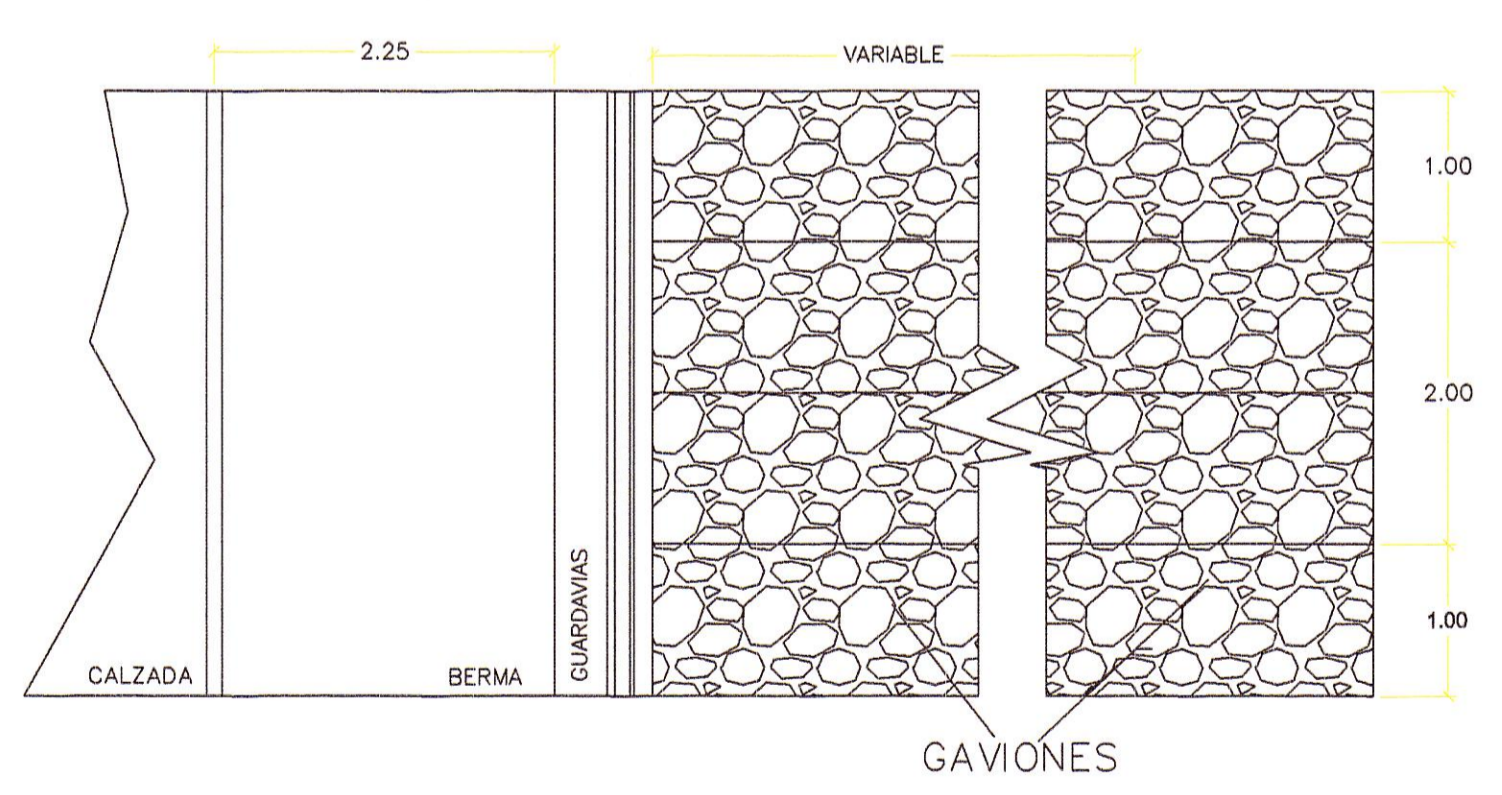 2.25
VARIABLE
1.00
2.00
1.00
CALZADA
BERMA
GUARDAVIAS
GAVIONES